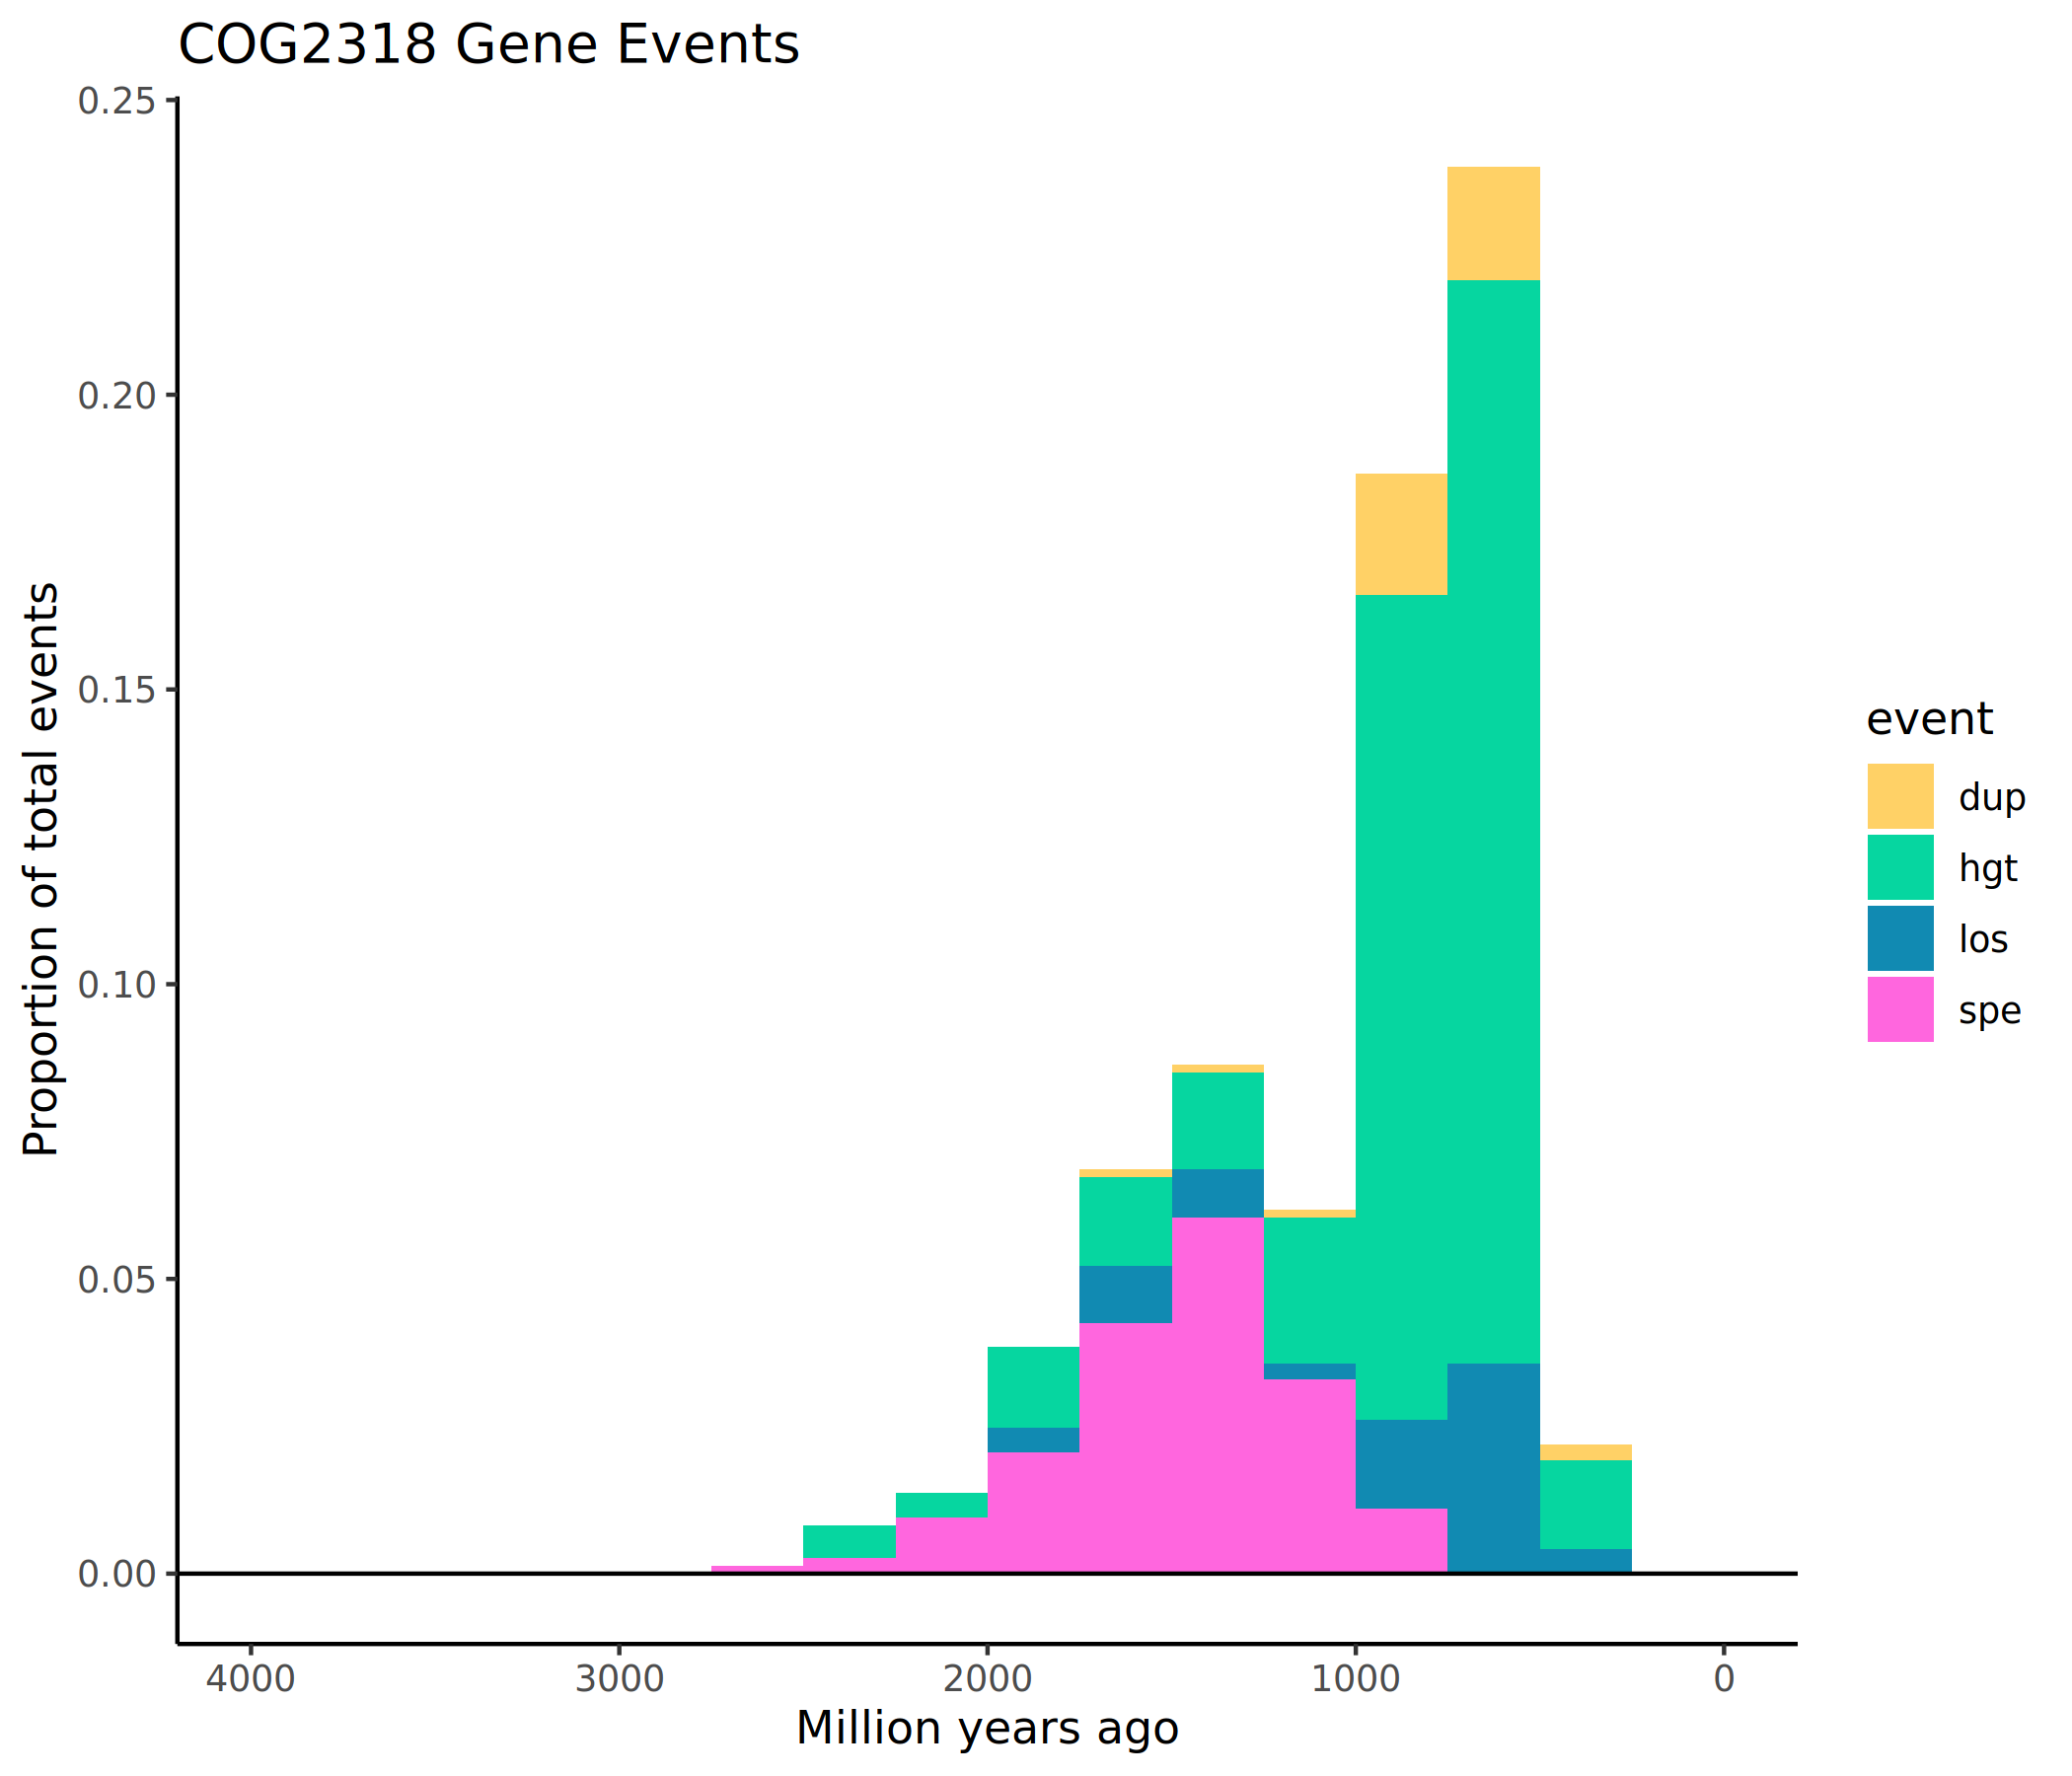 COG2318 Gene Events
Proportion of total events
0.25
0.20
0.15
0.10
0.05
0.00
4000 3000 2000 1000 0
Million years ago
event
dup
hgt
los
spe